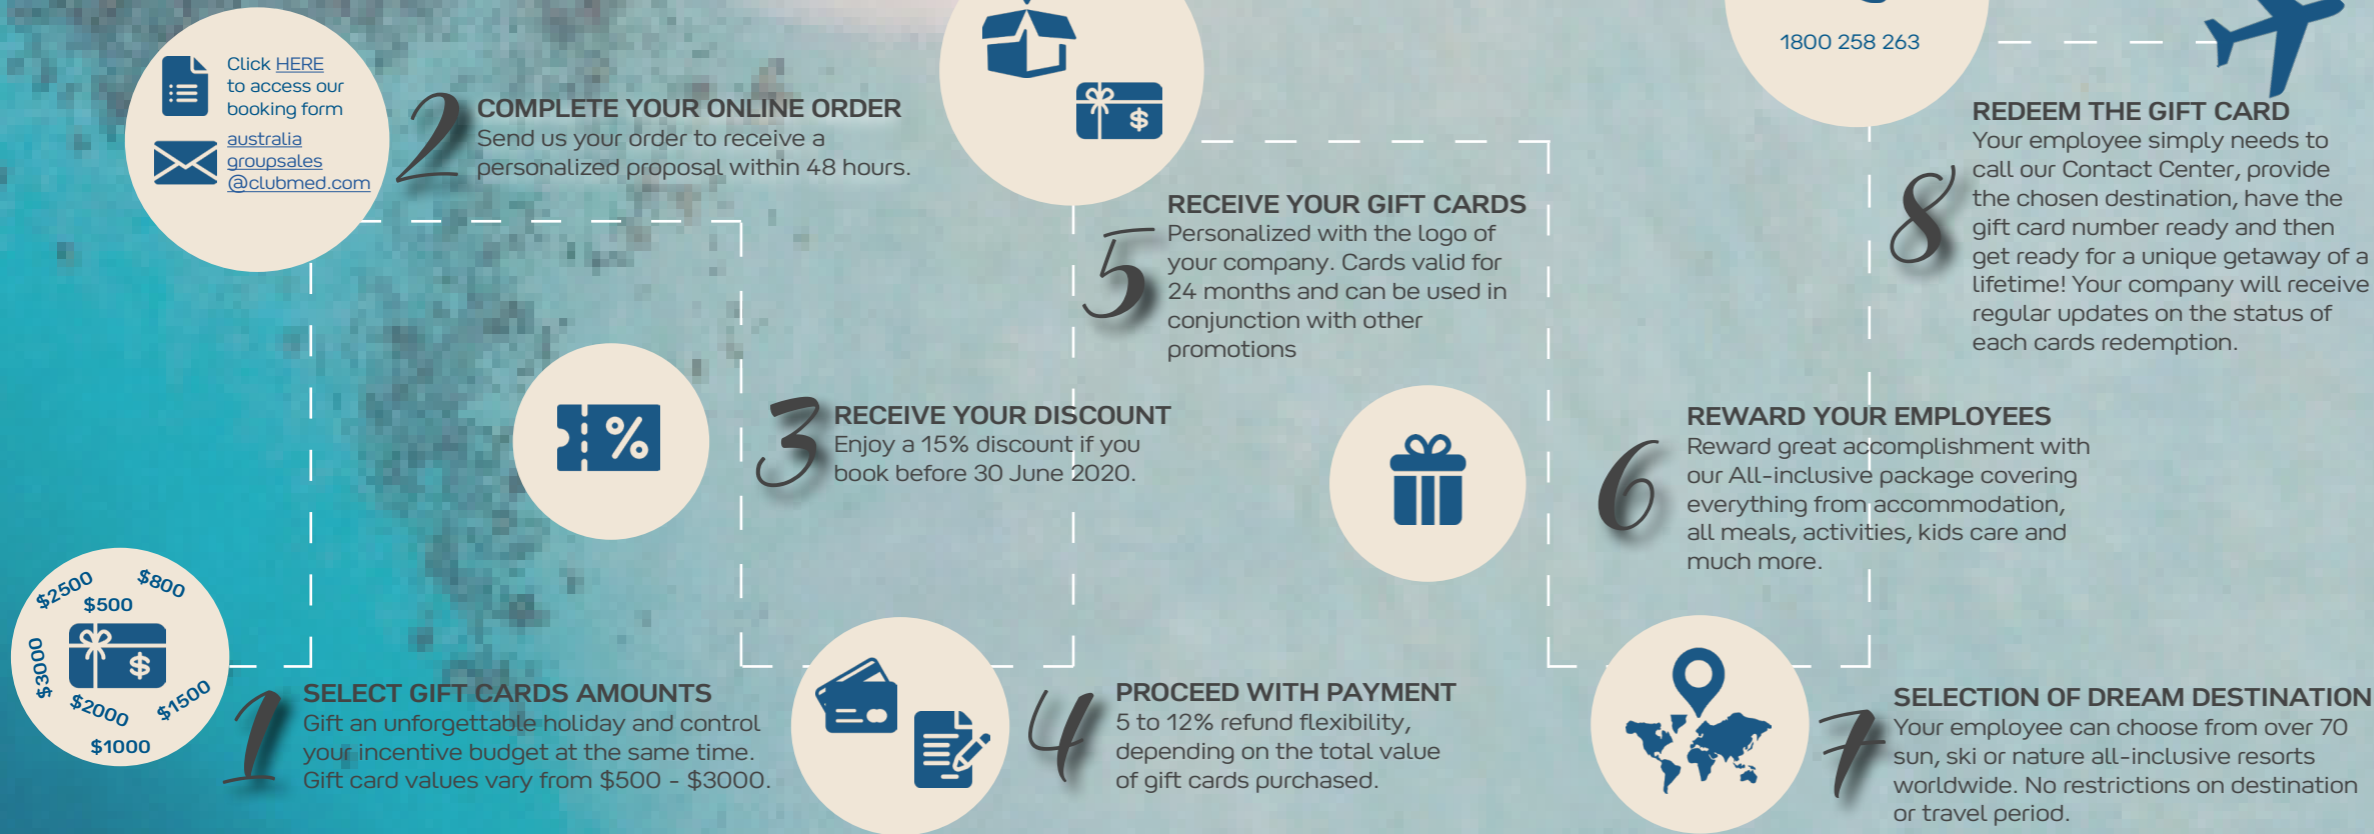 $2500
$800
$500
$3000
$
$2000
$1500
$1000
1
SELECT GIFT CARDS AMOUNTS
Gift an unforgettable holiday and control
your incentive budget at the same time.
Gift card values vary from $500 - $3000.
Click HERE
to access our
booking form
australia
groupsales
@clubmed.com
2
COMPLETE YOUR ONLINE ORDER
Send us your order to receive a
personalized proposal within 48 hours.
%
3
RECEIVE YOUR DISCOUNT
Enjoy a 15% discount if you
book before 30 June 2020.
4
PROCEED WITH PAYMENT
5 to 12% refund flexibility,
depending on the total value
of gift cards purchased.
$
5
RECEIVE YOUR GIFT CARDS
Personalized with the logo of
your company. Cards valid for
24 months and can be used in
conjunction with other
promotions
6
REWARD YOUR EMPLOYEES
Reward great accomplishment with
our All-inclusive package covering
everything from accommodation,
all meals, activities, kids care and
much more.
7
SELECTION OF DREAM DESTINATION
Your employee can choose from over 70
sun, ski or nature all-inclusive resorts
worldwide. No restrictions on destination
or travel period.
1800 258 263
8
REDEEM THE GIFT CARD
Your employee simply needs to
call our Contact Center, provide
the chosen destination, have the
gift card number ready and then
get ready for a unique getaway of a
lifetime! Your company will receive
regular updates on the status of
each cards redemption.